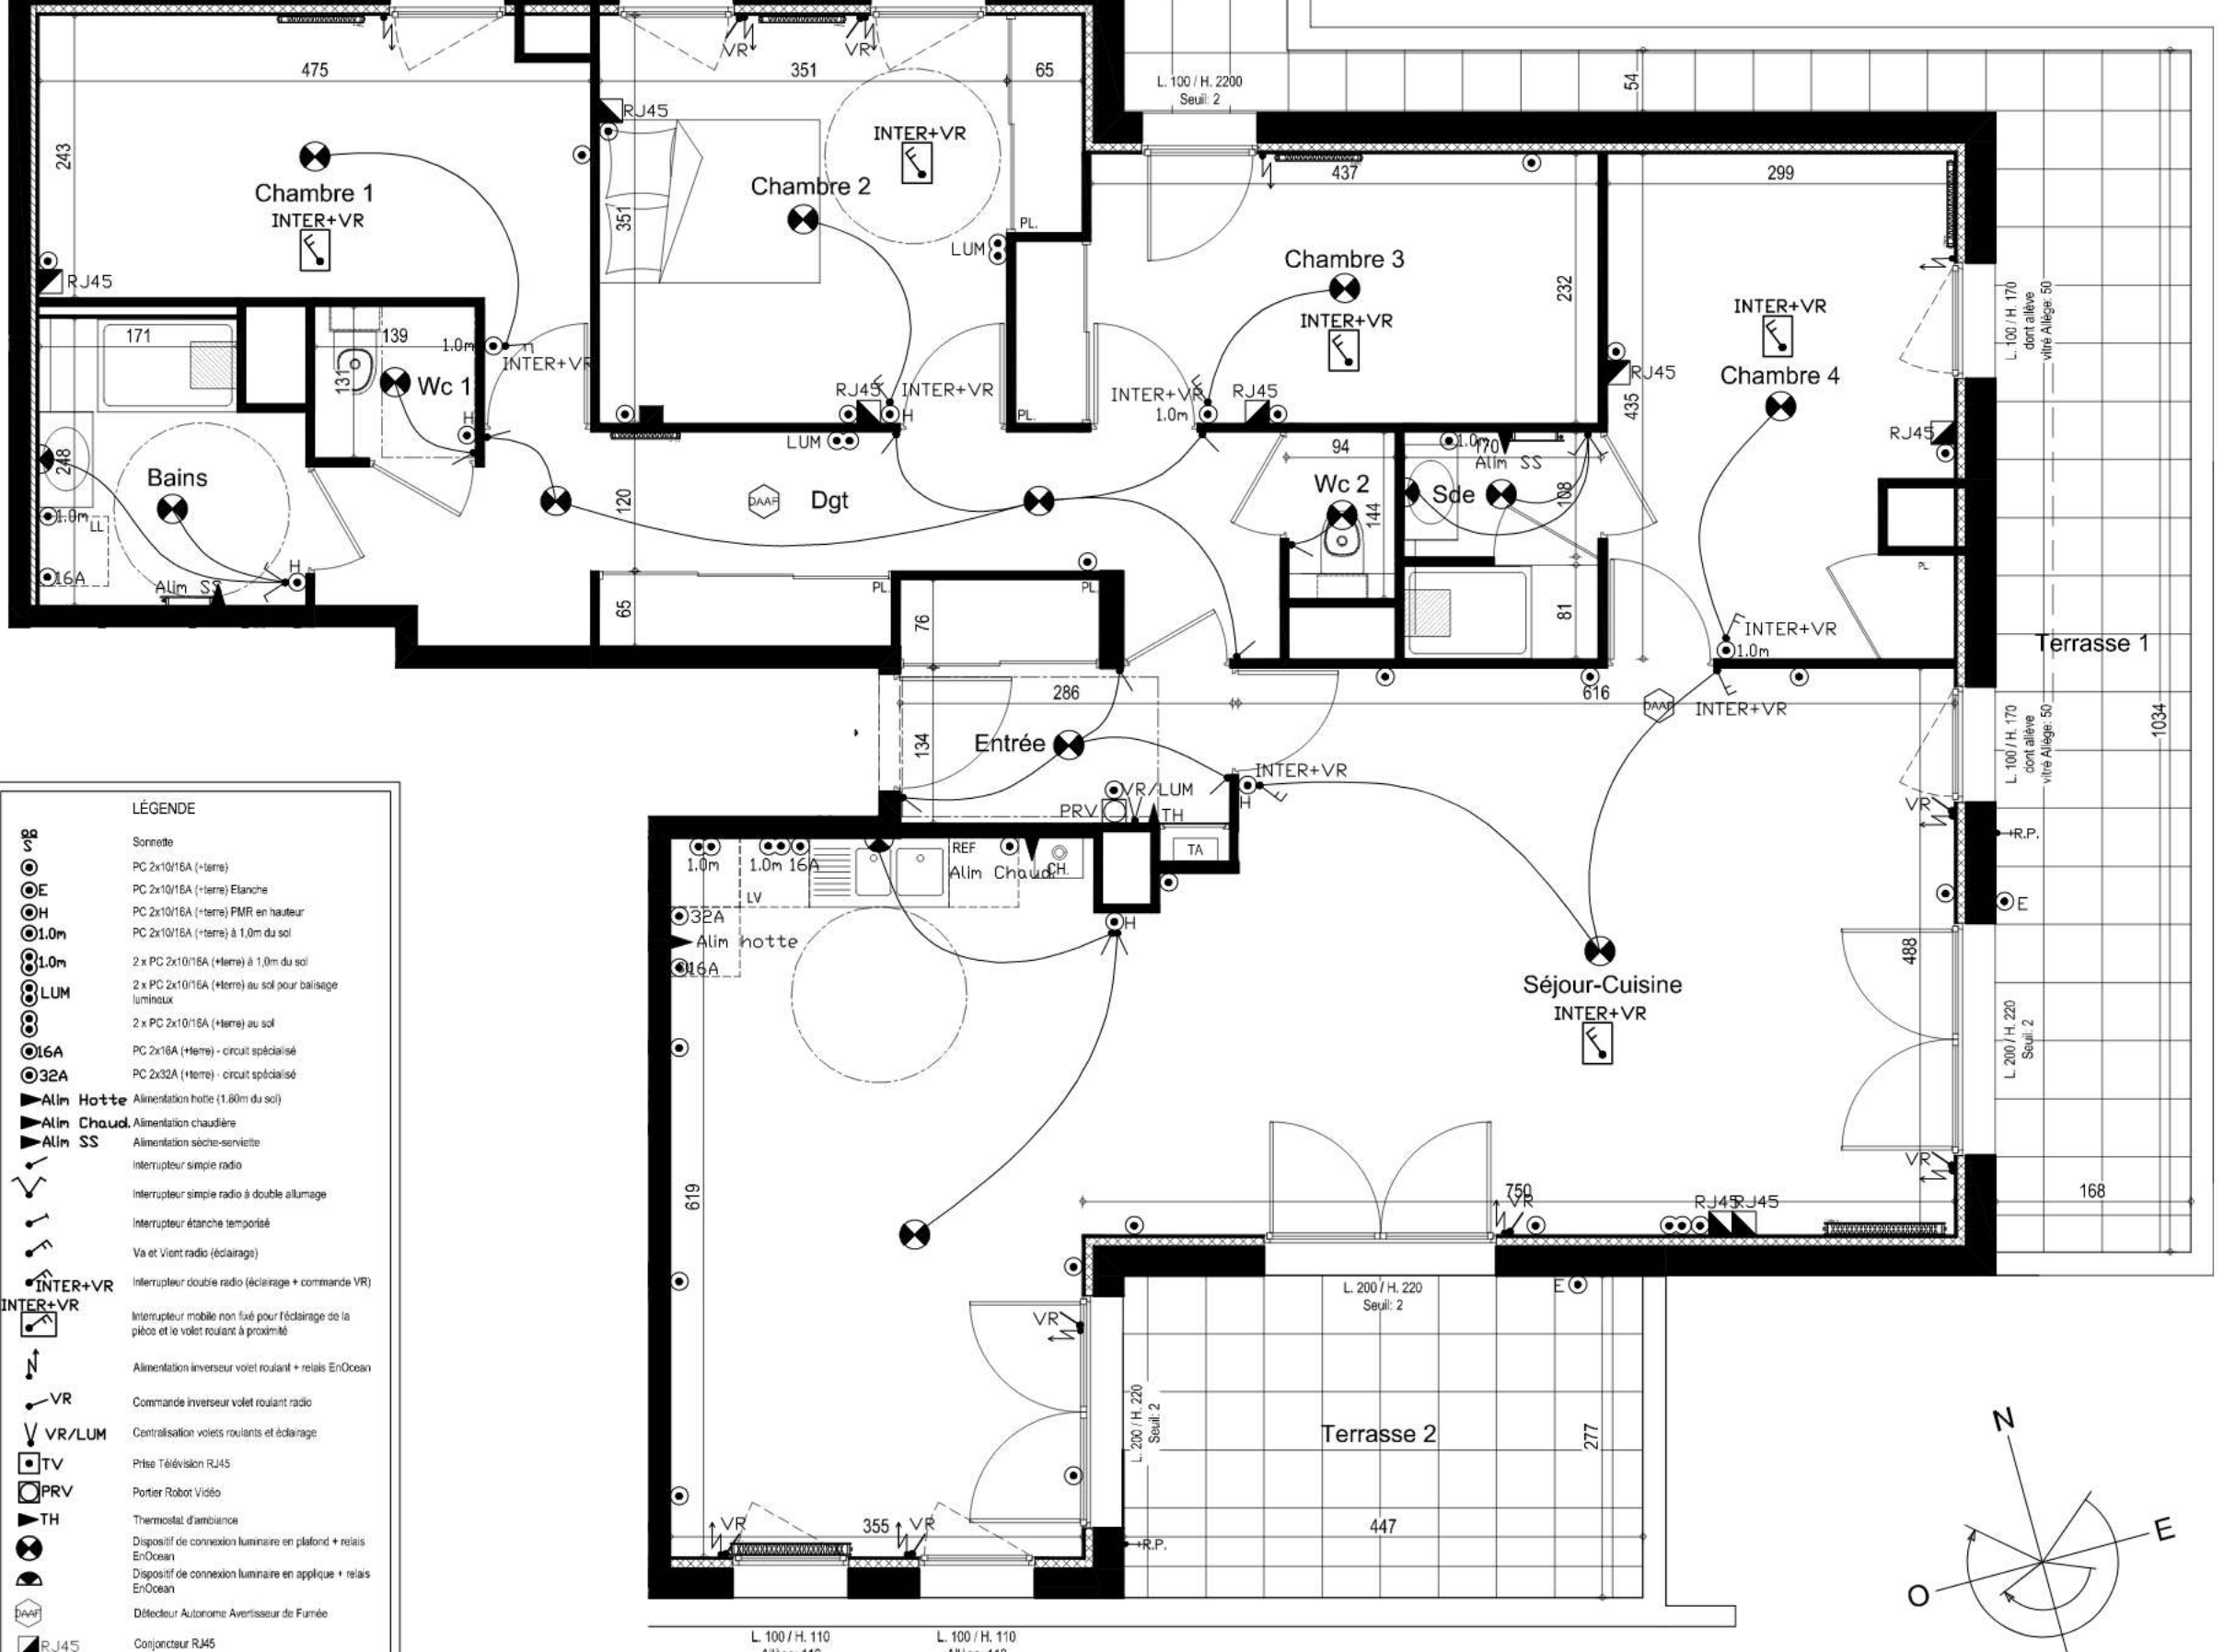 VR
VR
475
351
65
L. 100 / H. 2200
Seuil: 2
54
RJ45
INTER+VR
243
437
299
Chambre 1
INTER+VR
Chambre 2
351
PL.
LUM
Chambre 3
INTER+VR
232
RJ45
INTER+VR
Chambre 4
L. 100 / H. 170
dont allève
vitré Allège: 50
171
139
1.0m
INTER+VR
131
Wc 1
H
RJ45
INTER+VR
H
PL.
INTER+VR
1.0m
RJ45
RJ45
435
RJ45
LUM
248
Bains
1.0m
LL
16A
H
Alim SS
120
DAAF
Dgt
94
Wc 2
144
1.0m
170
Alim SS
Sde
108
81
PL
PL.
PL.
65
76
INTER+VR
1.0m
Terrasse 1
286
616
DAAF
INTER+VR
L. 100 / H. 170
dont allève
vitré Allège: 50
1034
134
Entrée
INTER+VR
H
VR/LUM
PRV
TH
TA
VR
R.P.
E
1.0m
1.0m
16A
REF
Alim Chaud.
CH.
LV
32A
Alim hotte
16A
H
488
Séjour-Cuisine
INTER+VR
L. 200 / H. 220
Seuil: 2
VR
619
750
VR
RJ45
RJ45
168
L. 200 / H. 220
Seuil: 2
E
VR
L. 200 / H. 220
Seuil: 2
Terrasse 2
277
VR
355
VR
447
R.P.
L. 100 / H. 110
L. 100 / H. 110
N
E
O
LÉGENDE
S
Sonnette
PC 2x10/16A (+terre)
E
PC 2x10/16A (+terre) Etanche
H
PC 2x10/16A (+terre) PMR en hauteur
1.0m
PC 2x10/16A (+terre) à 1,0m du sol
1.0m
2 x PC 2x10/16A (+terre) à 1,0m du sol
LUM
2 x PC 2x10/16A (+terre) au sol pour balisage
lumineux
2 x PC 2x10/16A (+terre) au sol
16A
PC 2x16A (+terre) - circuit spécialisé
32A
PC 2x32A (+terre) - circuit spécialisé
Alim Hotte
Alimentation hotte (1.80m du sol)
Alim Chaud.
Alimentation chaudière
Alim SS
Alimentation sèche-serviette
Interrupteur simple radio
Interrupteur simple radio à double allumage
Interrupteur étanche temporisé
Va et Vient radio (éclairage)
INTER+VR
Interrupteur double radio (éclairage + commande VR)
INTER+VR
Interrupteur mobile non fixé pour l'éclairage de la
pièce et le volet roulant à proximité
Alimentation inverseur volet roulant + relais EnOcean
VR
Commande inverseur volet roulant radio
VR/LUM
Centralisation volets roulants et éclairage
TV
Prise Télévision RJ45
PRV
Portier Robot Vidéo
TH
Thermostat d'ambiance
Dispositif de connexion luminaire en plafond + relais
EnOcean
Dispositif de connexion luminaire en applique + relais
EnOcean
DAAF
Détecteur Autonome Avertisseur de Fumée
RJ45
Conjoncteur RJ45